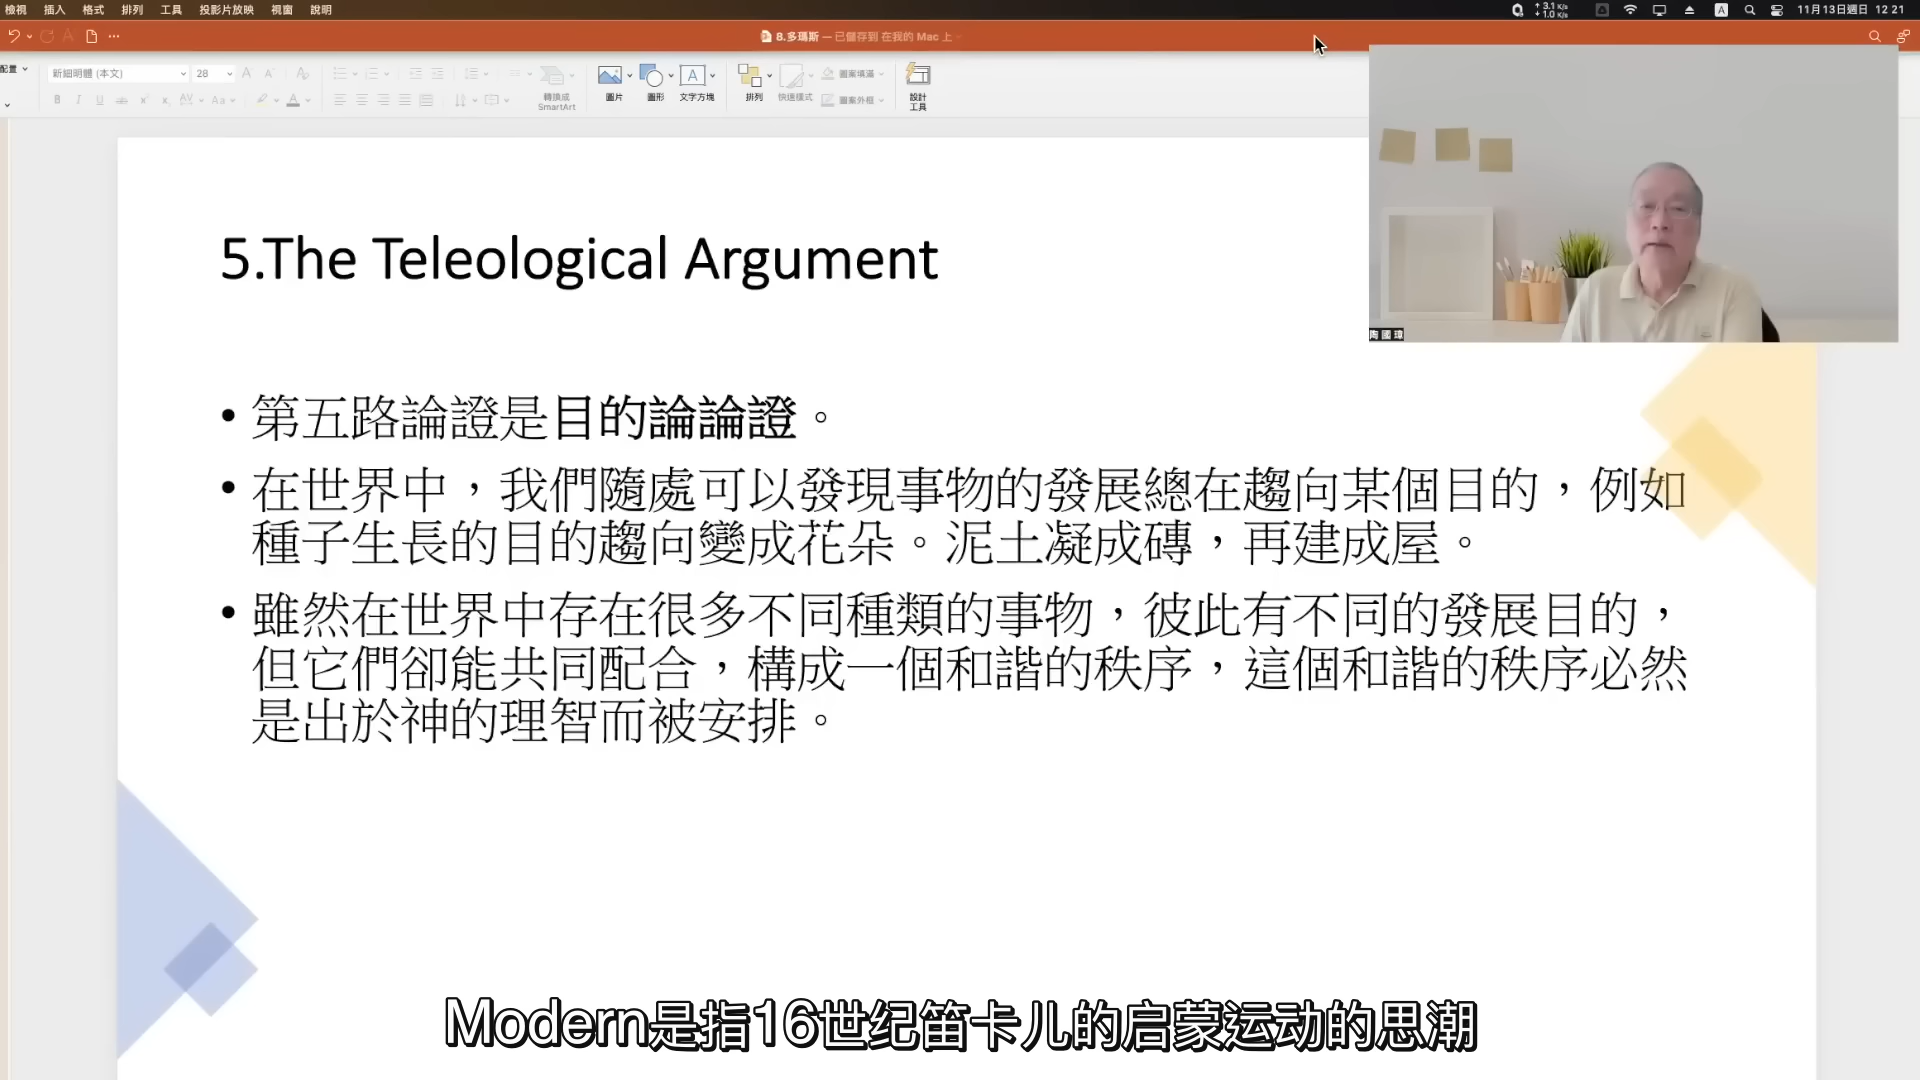 檢視 插入 格式 排列 工具 投影片放映 視窗 說明
3.1 K/s
1.0 K/s
A
11月13日週日 12 21
8.多瑪斯 — 已儲存到 在我的 Mac 上
配置
新細明體 (本文) 28
轉換成
SmartArt
圖片
圖形
文字方塊
排列
快速樣式
圖案填滿
圖案外框
設計
工具
陶國璋
5.The Teleological Argument
• 第五路論證是目的論論證。
• 在世界中，我們隨處可以發現事物的發展總在趨向某個目的，例如
種子生長的目的趨向變成花朵。泥土凝成磚，再建成屋。
• 雖然在世界中存在很多不同種類的事物，彼此有不同的發展目的，
但它們卻能共同配合，構成一個和諧的秩序，這個和諧的秩序必然
是出於神的理智而被安排。
Modern是指16世纪笛卡儿的启蒙运动的思潮